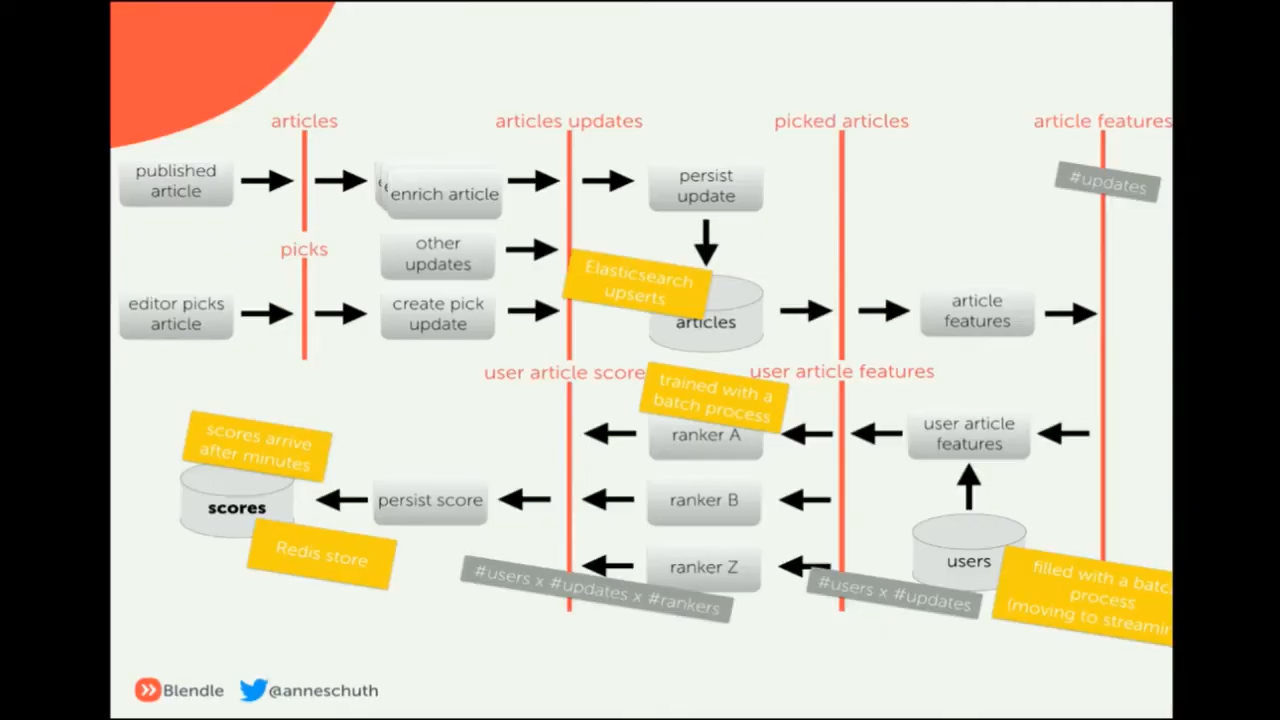 articles
articles updates
picked articles
article features
published
article
enrich article
persist
update
#updates
picks
other
updates
Elasticsearch
upserts
editor picks
article
create pick
update
articles
article
features
user article score
trained with a
batch process
user article features
scores arrive
after minutes
ranker A
user article
features
scores
persist score
ranker B
Redis store
users
ranker Z
#users x #updates x #rankers
#users x #updates
filled with a batc
process
(moving to streamin
Blendle
@anneschuth